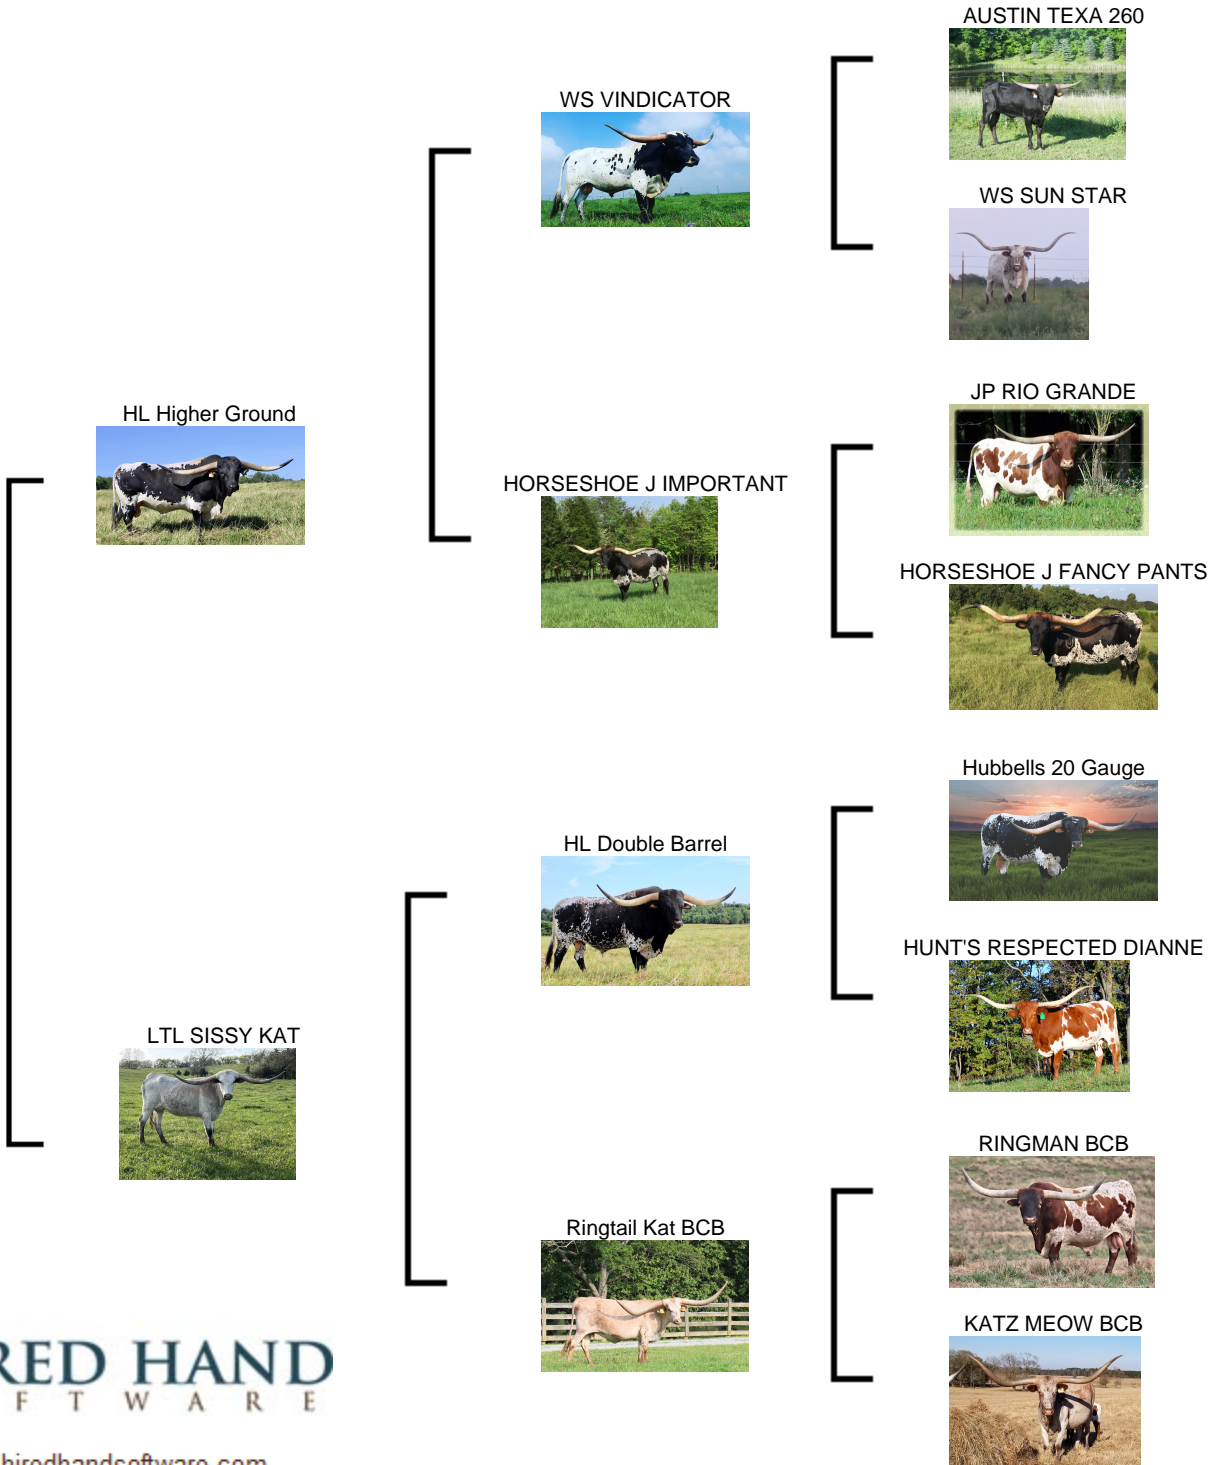 AUSTIN TEXA 260
WS VINDICATOR
WS SUN STAR
JP RIO GRANDE
HL Higher Ground
HORSESHOE J IMPORTANT
HORSESHOE J FANCY PANTS
Hubbells 20 Gauge
HL Double Barrel
HUNT'S RESPECTED DIANNE
LTL SISSY KAT
RINGMAN BCB
Ringtail Kat BCB
KATZ MEOW BCB
RED HAND
F T W A R E
hiredhandsoftware.com